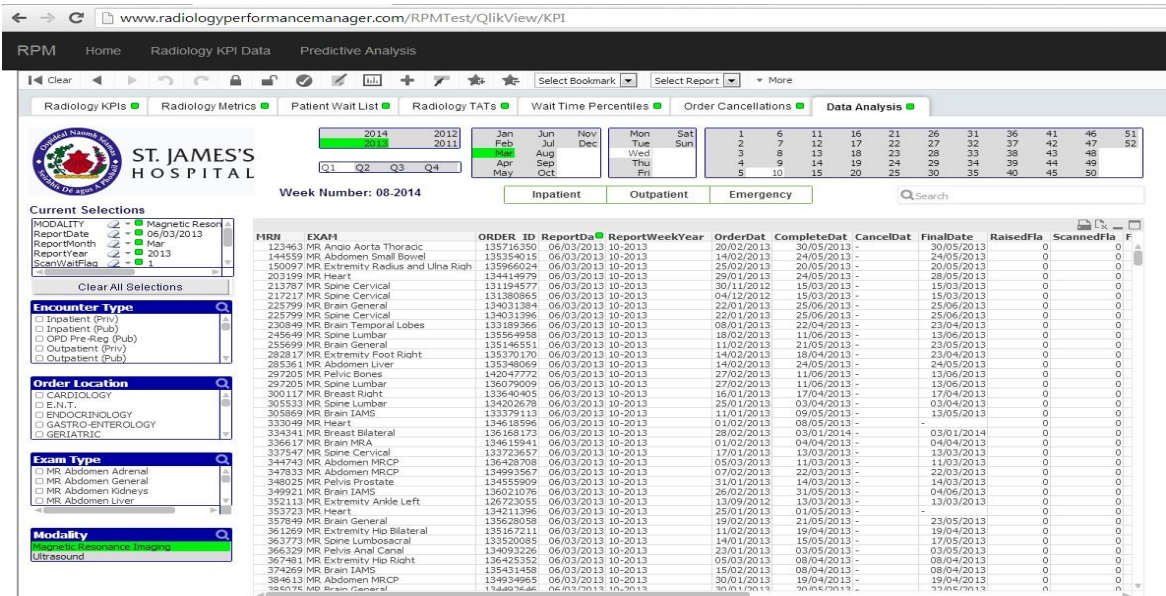 www.radiologyperformancemanager.com/RPMTest/QlikView/KPI
RPM Home Radiology KPI Data Predictive Analysis
Clear Select Bookmark Select Report More
Radiology KPIs Radiology Metrics Patient Wait List Radiology TATs Wait Time Percentiles Order Cancellations Data Analysis
ST. JAMES'S
HOSPITAL
2014 2012
2013 2011
Q1 Q2 Q3 Q4
Jan Jun Nov
Feb Jul Dec
Mar Aug
Apr Sep
May Oct
Mon Sat
Tue Sun
Wed
Thu
Fri
1 6 11 16 21 26 31 36 41 46 51
2 7 12 17 22 27 32 37 42 47 52
3 8 13 18 23 28 33 38 43 48
4 9 14 19 24 29 34 39 44 49
5 10 15 20 25 30 35 40 45 50
Week Number: 08-2014 Inpatient Outpatient Emergency Search
Current Selections
MODALITY Magnetic Reson
ReportDate 06/03/2013
ReportMonth Mar
ReportYear 2013
ScanWaitFlag 1
Clear All Selections
Encounter Type
Inpatient (Priv)
Inpatient (Pub)
OPD Pre-Reg (Pub)
Outpatient (Priv)
Outpatient (Pub)
Order Location
CARDIOLOGY
E.N.T.
ENDOCRINOLOGY
GASTRO-ENTEROLOGY
GERIATRIC
Exam Type
MR Abdomen Adrenal
MR Abdomen General
MR Abdomen Kidneys
MR Abdomen Liver
Modality
Magnetic Resonance Imaging
Ultrasound
MRN EXAM ORDER_ID ReportDa ReportWeekYear OrderDat CompleteDat CancelDat FinalDate RaisedFla ScannedFla F
123463 MR Angio Aorta Thoracic 135716350 06/03/2013 10-2013 20/02/2013 30/05/2013 - 30/05/2013 0 0
144559 MR Abdomen Small Bowel 135354015 06/03/2013 10-2013 14/02/2013 24/05/2013 - 24/05/2013 0 0
150097 MR Extremity Radius and Ulna Righ 135966024 06/03/2013 10-2013 25/02/2013 20/05/2013 - 20/05/2013 0 0
203199 MR Heart 134414979 06/03/2013 10-2013 29/01/2013 24/05/2013 - 28/05/2013 0 0
213787 MR Spine Cervical 131194577 06/03/2013 10-2013 30/11/2012 15/03/2013 - 15/03/2013 0 0
217217 MR Spine Cervical 131380865 06/03/2013 10-2013 04/12/2012 15/03/2013 - 15/03/2013 0 0
225799 MR Brain General 134031384 06/03/2013 10-2013 22/01/2013 25/06/2013 - 25/06/2013 0 0
225799 MR Spine Cervical 134031396 06/03/2013 10-2013 22/01/2013 25/06/2013 - 25/06/2013 0 0
230849 MR Brain Temporal Lobes 133189366 06/03/2013 10-2013 08/01/2013 22/04/2013 - 23/04/2013 0 0
245649 MR Spine Lumbar 135564958 06/03/2013 10-2013 18/02/2013 11/06/2013 - 13/06/2013 0 0
255699 MR Brain General 135146551 06/03/2013 10-2013 11/02/2013 21/05/2013 - 23/05/2013 0 0
282817 MR Extremity Foot Right 135370170 06/03/2013 10-2013 14/02/2013 18/04/2013 - 23/04/2013 0 0
285361 MR Abdomen Liver 135348069 06/03/2013 10-2013 14/02/2013 24/05/2013 - 24/05/2013 0 0
297205 MR Pelvic Bones 142047772 06/03/2013 10-2013 27/02/2013 11/06/2013 - 13/06/2013 0 0
297205 MR Spine Lumbar 136079009 06/03/2013 10-2013 27/02/2013 11/06/2013 - 13/06/2013 0 0
300117 MR Breast Right 133640405 06/03/2013 10-2013 16/01/2013 17/04/2013 - 17/04/2013 0 0
305533 MR Spine Lumbar 134202678 06/03/2013 10-2013 25/01/2013 03/04/2013 - 03/04/2013 0 0
305869 MR Brain IAMS 133379113 06/03/2013 10-2013 11/01/2013 09/05/2013 - 13/05/2013 0 0
333049 MR Heart 134618596 06/03/2013 10-2013 01/02/2013 08/05/2013 - - 0 0
334341 MR Breast Bilateral 136168173 06/03/2013 10-2013 28/02/2013 03/01/2014 - 03/01/2014 0 0
336617 MR Brain MRA 134615941 06/03/2013 10-2013 01/02/2013 04/04/2013 - 04/04/2013 0 0
337547 MR Spine Cervical 133723657 06/03/2013 10-2013 17/01/2013 13/03/2013 - 13/03/2013 0 0
344743 MR Abdomen MRCP 136428708 06/03/2013 10-2013 05/03/2013 11/03/2013 - 11/03/2013 0 0
347833 MR Abdomen MRCP 134993567 06/03/2013 10-2013 07/02/2013 22/03/2013 - 22/03/2013 0 0
348025 MR Pelvis Prostate 134555909 06/03/2013 10-2013 31/01/2013 14/03/2013 - 14/03/2013 0 0
349921 MR Brain IAMS 136021076 06/03/2013 10-2013 26/02/2013 31/05/2013 - 04/06/2013 0 0
352113 MR Extremity Ankle Left 126723055 06/03/2013 10-2013 13/09/2012 13/03/2013 - 13/03/2013 0 0
353723 MR Heart 134211396 06/03/2013 10-2013 25/01/2013 01/05/2013 - - 0 0
357849 MR Brain General 135628058 06/03/2013 10-2013 19/02/2013 21/05/2013 - 23/05/2013 0 0
361269 MR Extremity Hip Bilateral 135167211 06/03/2013 10-2013 11/02/2013 19/04/2013 - 19/04/2013 0 0
363773 MR Spine Lumbosacral 133520085 06/03/2013 10-2013 14/01/2013 15/05/2013 - 17/05/2013 0 0
366329 MR Pelvis Anal Canal 134093226 06/03/2013 10-2013 23/01/2013 03/05/2013 - 03/05/2013 0 0
367481 MR Extremity Hip Right 136425352 06/03/2013 10-2013 05/03/2013 08/04/2013 - 08/04/2013 0 0
374269 MR Brain IAMS 135431458 06/03/2013 10-2013 15/02/2013 08/04/2013 - 08/04/2013 0 0
384613 MR Abdomen MRCP 134934965 06/03/2013 10-2013 30/01/2013 19/04/2013 - 19/04/2013 0 0
385075 MR Brain General 134492646 06/03/2013 10-2013 30/01/2013 20/05/2013 - 22/05/2013 0 0